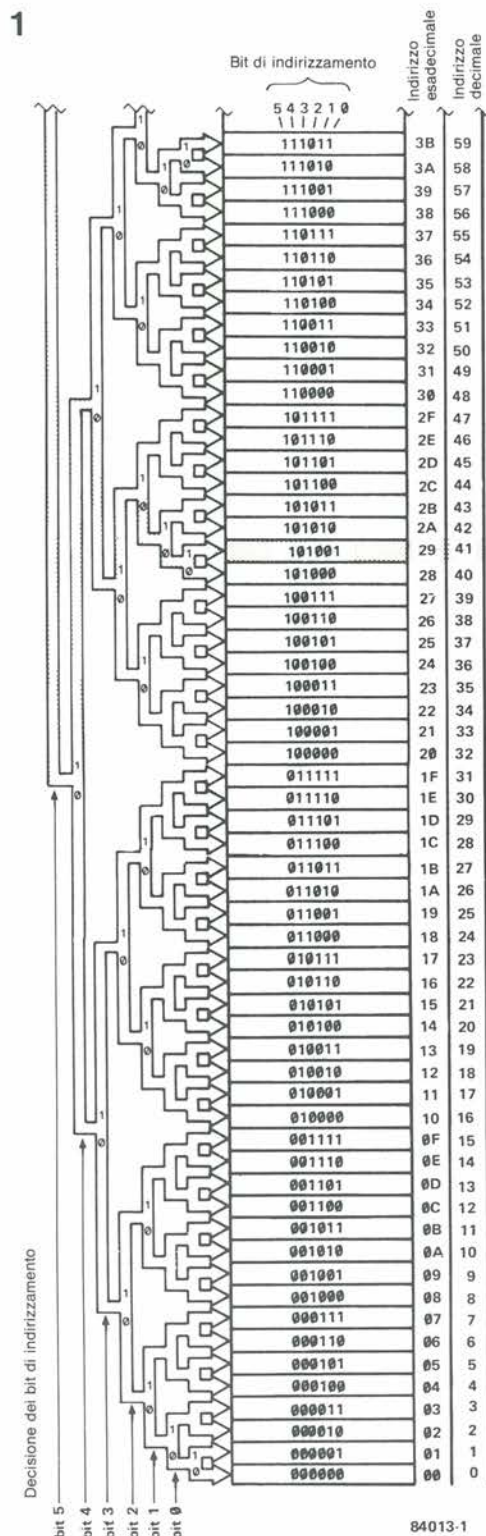 1
Bit di indirizzamento
Indirizzo esadecimale
Indirizzo decimale
5 4 3 2 1 0
111011 3B 59
111010 3A 58
111001 39 57
111000 38 56
110111 37 55
110110 36 54
110101 35 53
110100 34 52
110011 33 51
110010 32 50
110001 31 49
110000 30 48
101111 2F 47
101110 2E 46
101101 2D 45
101100 2C 44
101011 2B 43
101010 2A 42
101001 29 41
101000 28 40
100111 27 39
100110 26 38
100101 25 37
100100 24 36
100011 23 35
100010 22 34
100001 21 33
100000 20 32
011111 1F 31
011110 1E 30
011101 1D 29
011100 1C 28
011011 1B 27
011010 1A 26
011001 19 25
011000 18 24
010111 17 23
010110 16 22
010101 15 21
010100 14 20
010011 13 19
010010 12 18
010001 11 17
010000 10 16
001111 0F 15
001110 0E 14
001101 0D 13
001100 0C 12
001011 0B 11
001010 0A 10
001001 09 9
001000 08 8
000111 07 7
000110 06 6
000101 05 5
000100 04 4
000011 03 3
000010 02 2
000001 01 1
000000 00 0
Decisione dei bit di indirizzamento
bit 5
bit 4
bit 3
bit 2
bit 1
bit 0
84013-1